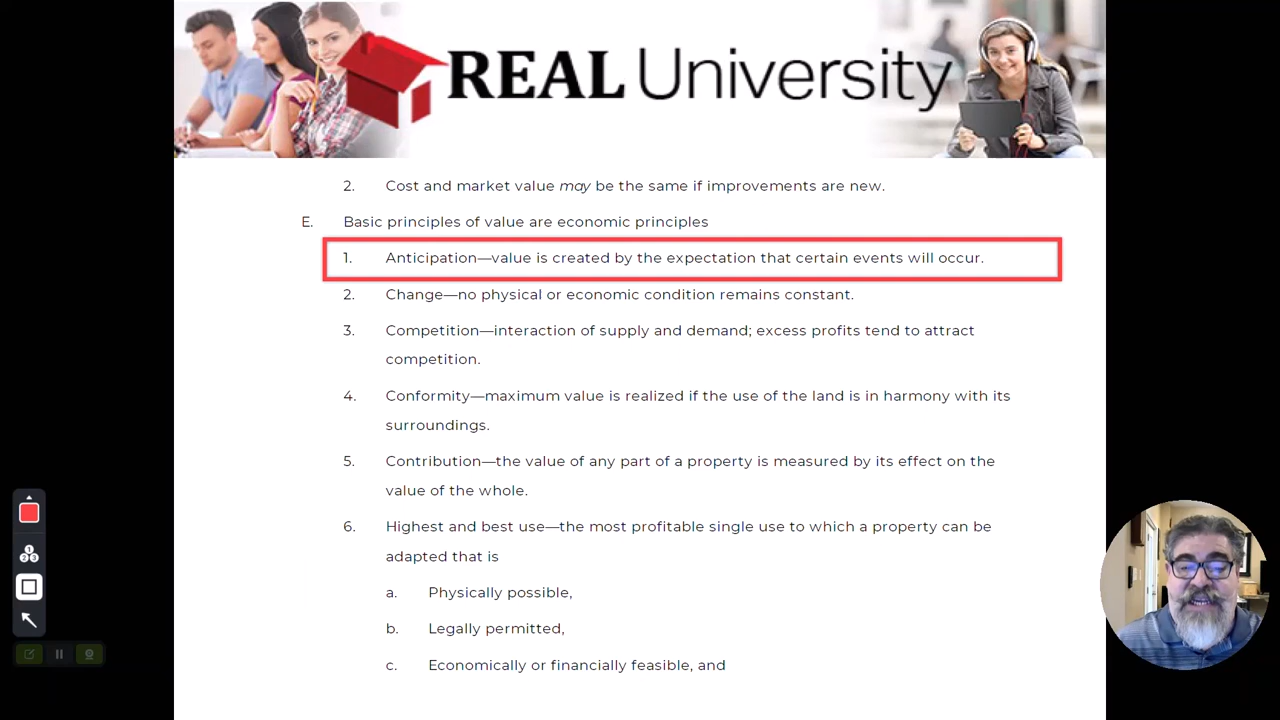 REAL University
2. Cost and market value may be the same if improvements are new.
E. Basic principles of value are economic principles
1. Anticipation—value is created by the expectation that certain events will occur.
2. Change—no physical or economic condition remains constant.
3. Competition—interaction of supply and demand; excess profits tend to attract
competition.
4. Conformity—maximum value is realized if the use of the land is in harmony with its
surroundings.
5. Contribution—the value of any part of a property is measured by its effect on the
value of the whole.
6. Highest and best use—the most profitable single use to which a property can be
adapted that is
a. Physically possible,
b. Legally permitted,
c. Economically or financially feasible, and